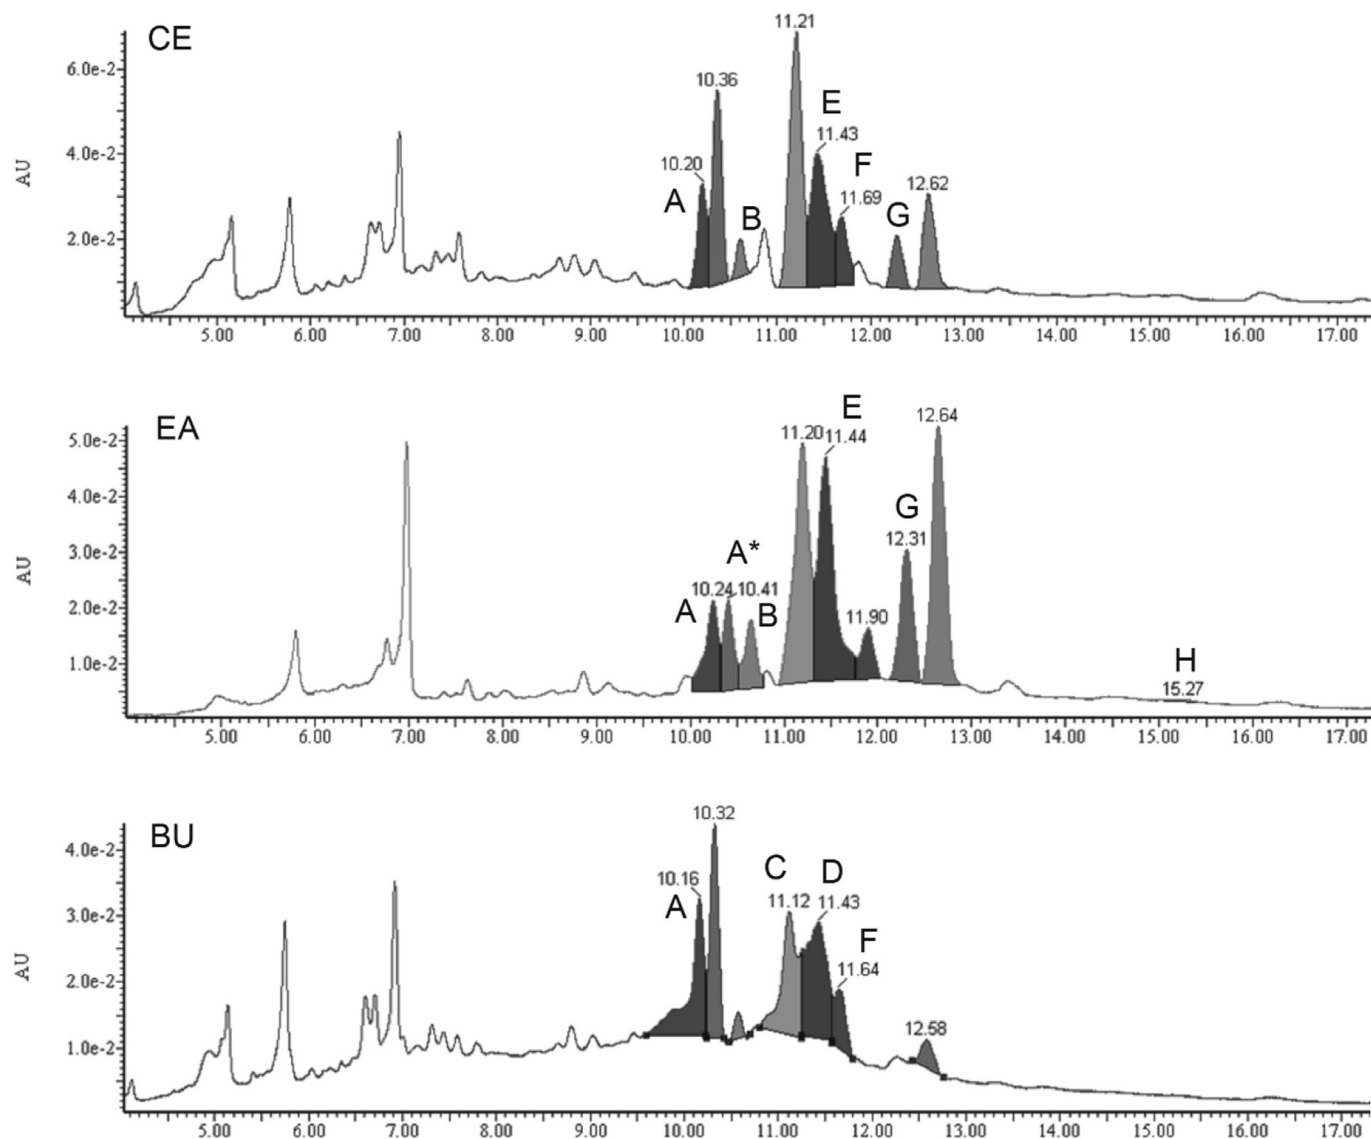 CE
11.21
6.0e-2
10.36
E
4.0e-2
11.43
F
10.20
12.62
A
11.69
B
G
2.0e-2
AU
5.00 6.00 7.00 8.00 9.00 10.00 11.00 12.00 13.00 14.00 15.00 16.00 17.00
EA
E
12.64
5.0e-2
11.20 11.44
4.0e-2
G
A*
12.31
3.0e-2
10.24 10.41
A
B
2.0e-2
11.90
1.0e-2
H
15.27
AU
5.00 6.00 7.00 8.00 9.00 10.00 11.00 12.00 13.00 14.00 15.00 16.00 17.00
BU
10.32
4.0e-2
C D
10.16
A
11.12 11.43
3.0e-2
F
11.64
2.0e-2
12.58
1.0e-2
AU
5.00 6.00 7.00 8.00 9.00 10.00 11.00 12.00 13.00 14.00 15.00 16.00 17.00